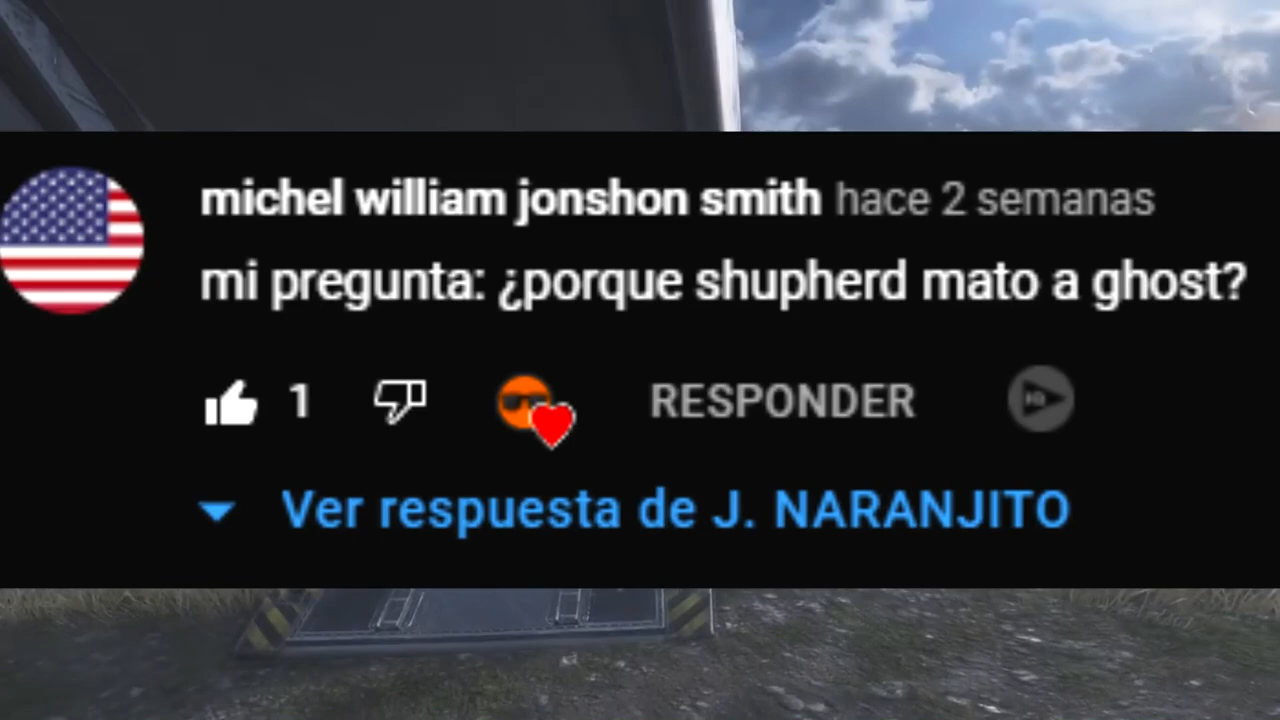 michel william jonshon smith hace 2 semanas
mi pregunta: ¿porque shupherd mato a ghost?
1 RESPONDER
Ver respuesta de J. NARANJITO